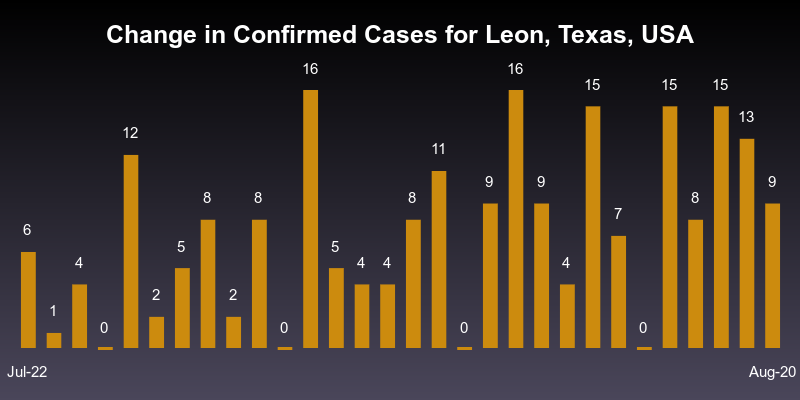 Change in Confirmed Cases for Leon, Texas, USA
6 1 4 0 12 2 5 8 2 8 0 16 5 4 4 8 11 0 9 16 9 4 15 7 0 15 8 15 13 9
Jul-22 Aug-20